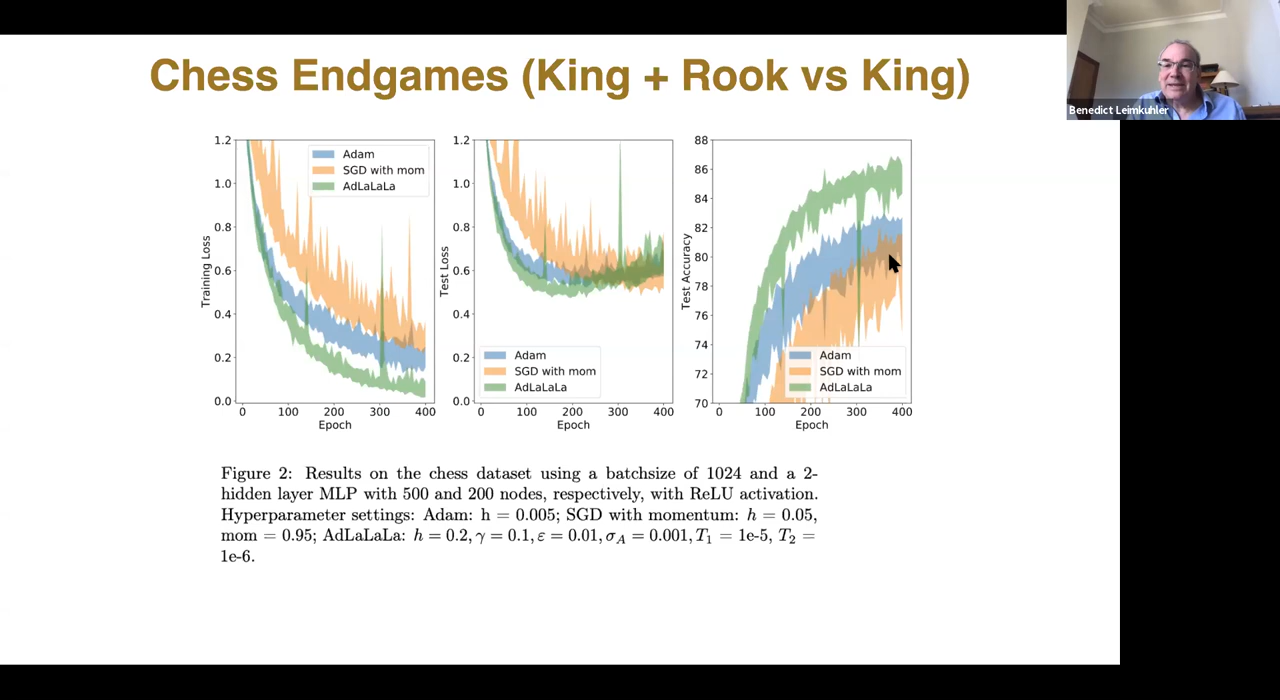 Chess Endgames (King + Rook vs King)
Benedict Leimkuhler
1.2
1.0
0.8
0.6
0.4
0.2
0.0
Training Loss
Adam
SGD with mom
AdLaLaLa
0 100 200 300 400
Epoch
1.2
1.0
0.8
0.6
0.4
0.2
0.0
Test Loss
Adam
SGD with mom
AdLaLaLa
0 100 200 300 400
Epoch
88
86
84
82
80
78
76
74
72
70
Test Accuracy
Adam
SGD with mom
AdLaLaLa
0 100 200 300 400
Epoch
Figure 2: Results on the chess dataset using a batchsize of 1024 and a 2-
hidden layer MLP with 500 and 200 nodes, respectively, with ReLU activation.
Hyperparameter settings: Adam: h = 0.005; SGD with momentum: h = 0.05,
mom = 0.95; AdLaLaLa: h = 0.2, γ = 0.1, ε = 0.01, σ_A = 0.001, T₁ = 1e-5, T₂ =
1e-6.